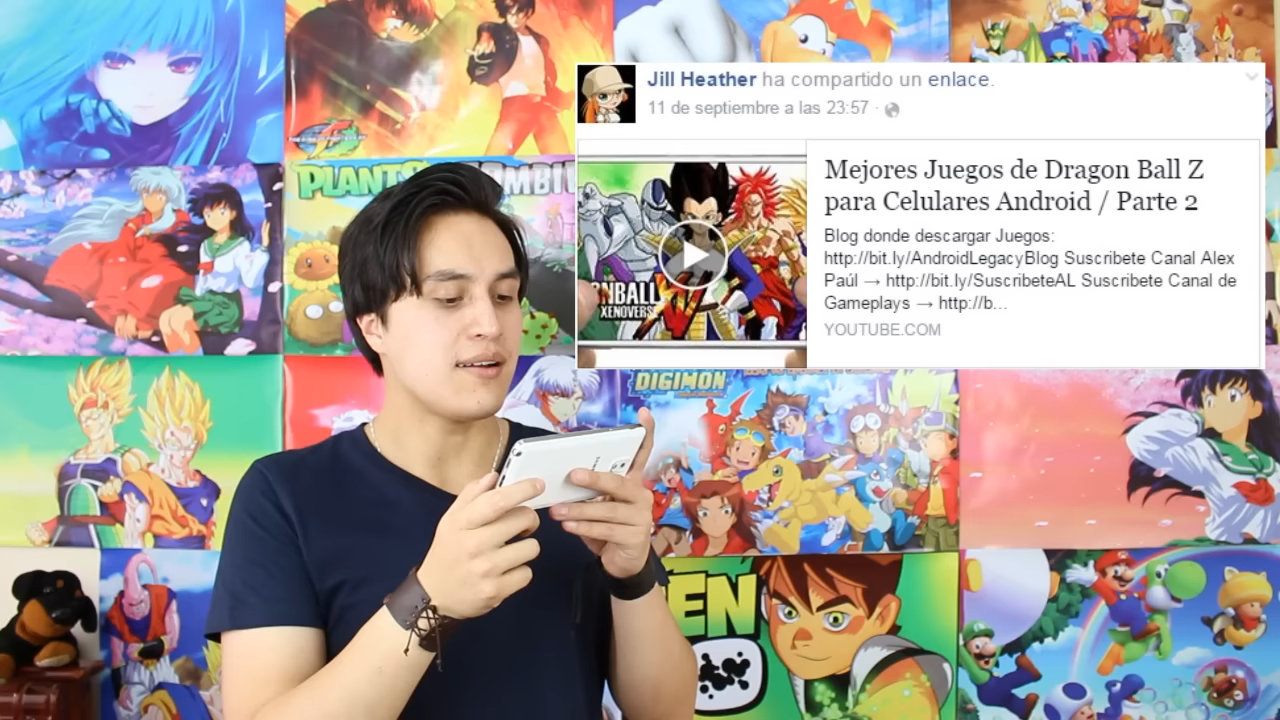 Jill Heather ha compartido un enlace.
11 de septiembre a las 23:57 ·
Mejores Juegos de Dragon Ball Z
para Celulares Android / Parte 2
Blog donde descargar Juegos:
http://bit.ly/AndroidLegacyBlog Suscribete Canal Alex
Paúl → http://bit.ly/SuscribeteAL Suscribete Canal de
Gameplays → http://b...
YOUTUBE.COM
XENOVERSE
PLANTS
DIGIMON